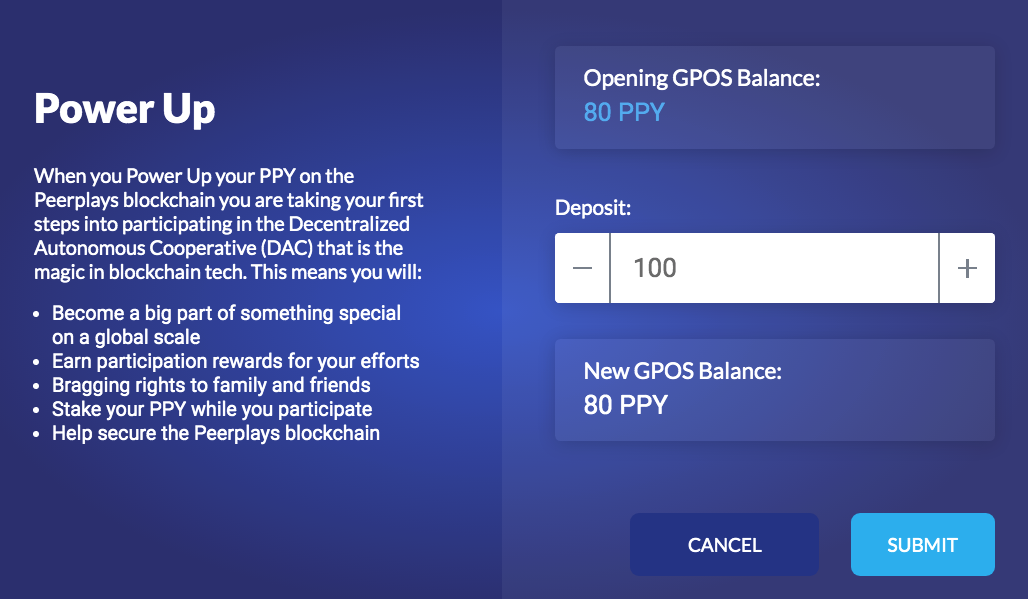 Power Up
When you Power Up your PPY on the
Peerplays blockchain you are taking your first
steps into participating in the Decentralized
Autonomous Cooperative (DAC) that is the
magic in blockchain tech. This means you will:
• Become a big part of something special
on a global scale
• Earn participation rewards for your efforts
• Bragging rights to family and friends
• Stake your PPY while you participate
• Help secure the Peerplays blockchain
Opening GPOS Balance:
80 PPY
Deposit:
— 100 +
New GPOS Balance:
80 PPY
CANCEL SUBMIT